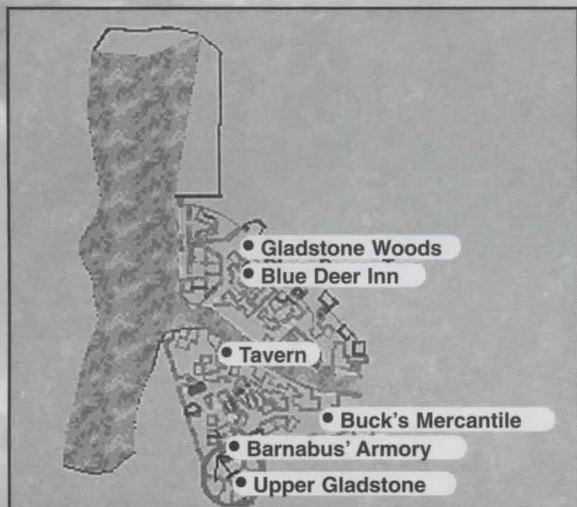 Gladstone Woods
Blue Deer Inn
Tavern
Buck's Mercantile
Barnabus' Armory
Upper Gladstone